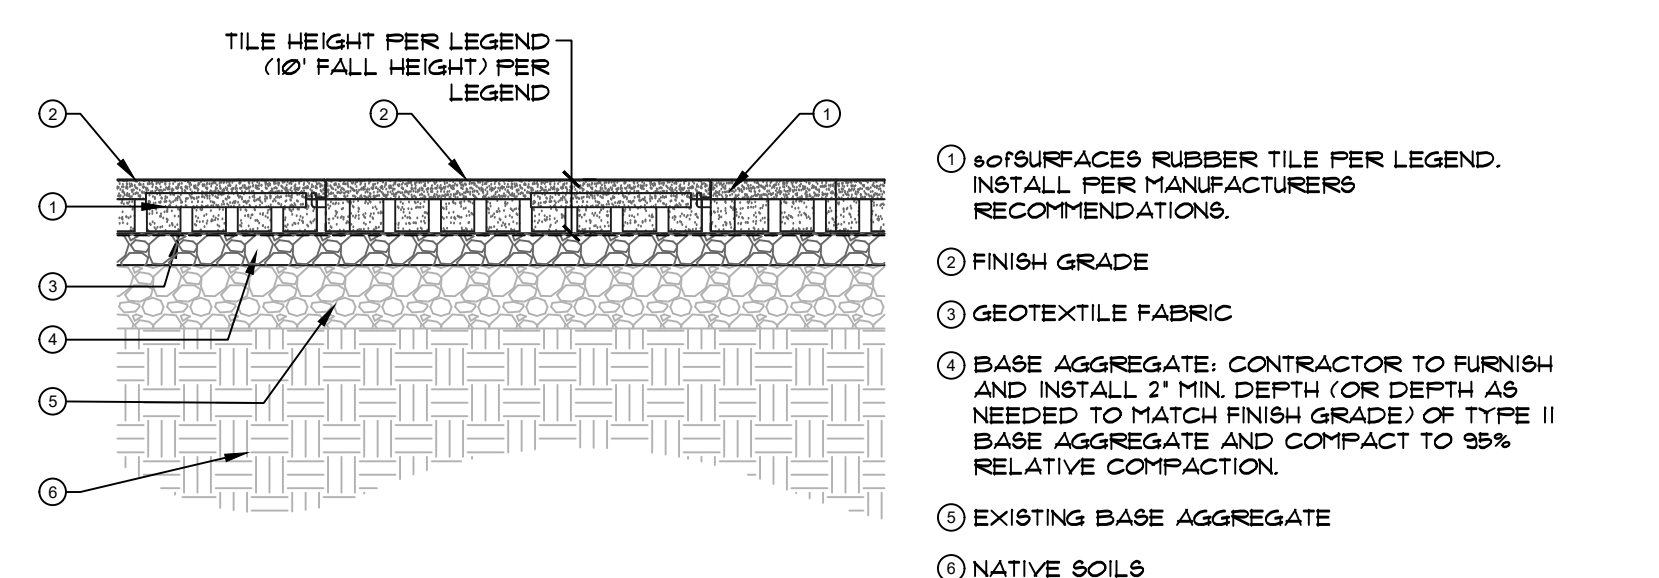 TILE HEIGHT PER LEGEND
(10' FALL HEIGHT) PER
LEGEND
2
2
1
1
3
4
5
6
1 sofSURFACES RUBBER TILE PER LEGEND.
INSTALL PER MANUFACTURERS
RECOMMENDATIONS.
2 FINISH GRADE
3 GEOTEXTILE FABRIC
4 BASE AGGREGATE: CONTRACTOR TO FURNISH
AND INSTALL 2" MIN. DEPTH (OR DEPTH AS
NEEDED TO MATCH FINISH GRADE) OF TYPE II
BASE AGGREGATE AND COMPACT TO 95%
RELATIVE COMPACTION.
5 EXISTING BASE AGGREGATE
6 NATIVE SOILS